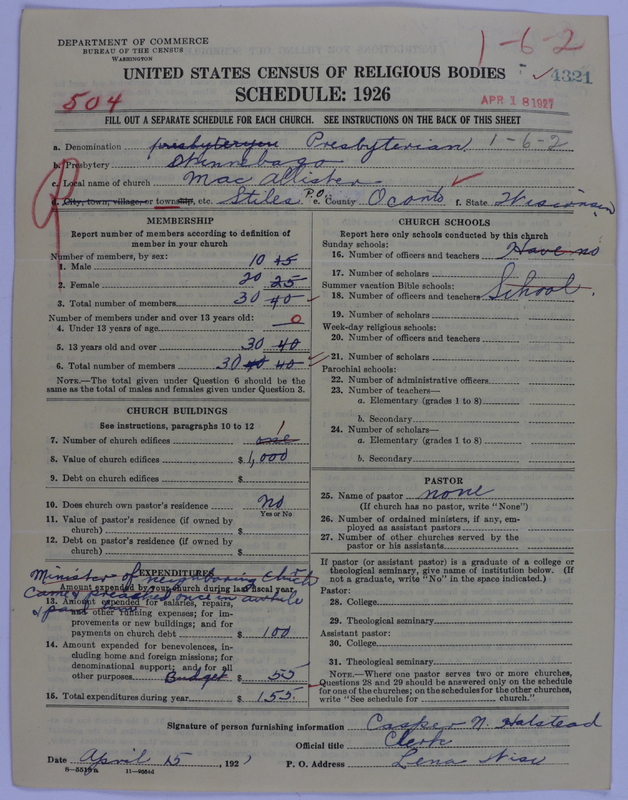 DEPARTMENT OF COMMERCE
BUREAU OF THE CENSUS
WASHINGTON
1-6-2
UNITED STATES CENSUS OF RELIGIOUS BODIES
4321
504
SCHEDULE: 1926
APR 18 1927
FILL OUT A SEPARATE SCHEDULE FOR EACH CHURCH. SEE INSTRUCTIONS ON THE BACK OF THIS SHEET
a. Denomination presbyteryen Presbyterian 1-6-2
b. Presbytery Winnebago
c. Local name of church Mac Allister
d. City, town, village, or township, etc. Stiles P.O. e. County Oconto f. State Wisconsin
MEMBERSHIP
Report number of members according to definition of
member in your church
Number of members, by sex:
1. Male 10 15
2. Female 20 25
3. Total number of members 30 40
Number of members under and over 13 years old:
4. Under 13 years of age 0
5. 13 years old and over 30 40
6. Total number of members 30 40 40
NOTE.—The total given under Question 6 should be the
same as the total of males and females given under Question 3.
CHURCH BUILDINGS
See instructions, paragraphs 10 to 12
7. Number of church edifices one 1
8. Value of church edifices $ 1,000
9. Debt on church edifices $
10. Does church own pastor's residence No
Yes or No
11. Value of pastor's residence (if owned by
church) $
12. Debt on pastor's residence (if owned by
church) $
EXPENDITURES
Minister of neighboring church
Amount expended by your church during last fiscal year
came & preached once in awhile
& paid him
13. Amount expended for salaries, repairs,
and other running expenses; for im-
provements or new buildings; and for
payments on church debt $ 100
14. Amount expended for benevolences, in-
cluding home and foreign missions; for
denominational support; and for all
other purposes Budget $ 55
15. Total expenditures during year $ 155
CHURCH SCHOOLS
Report here only schools conducted by this church
Sunday schools:
16. Number of officers and teachers Have no
17. Number of scholars
Summer vacation Bible schools:
18. Number of officers and teachers School.
19. Number of scholars
Week-day religious schools:
20. Number of officers and teachers
21. Number of scholars
Parochial schools:
22. Number of administrative officers
23. Number of teachers—
a. Elementary (grades 1 to 8)
b. Secondary
24. Number of scholars—
a. Elementary (grades 1 to 8)
b. Secondary
PASTOR
25. Name of pastor none
(If church has no pastor, write "None")
26. Number of ordained ministers, if any, em-
ployed as assistant pastors
27. Number of other churches served by the
pastor or his assistants
If pastor (or assistant pastor) is a graduate of a college or
theological seminary, give name of institution below. (If
not a graduate, write "No" in the space indicated.)
Pastor:
28. College
29. Theological seminary
Assistant pastor:
30. College
31. Theological seminary
NOTE.—Where one pastor serves two or more churches,
Questions 28 and 29 should be answered only on the schedule
for one of the churches; on the schedules for the other churches,
write "See schedule for church."
Signature of person furnishing information Casper N. Halstead
Official title Clerk
Date April 15, 1927 P. O. Address Lena Wisc